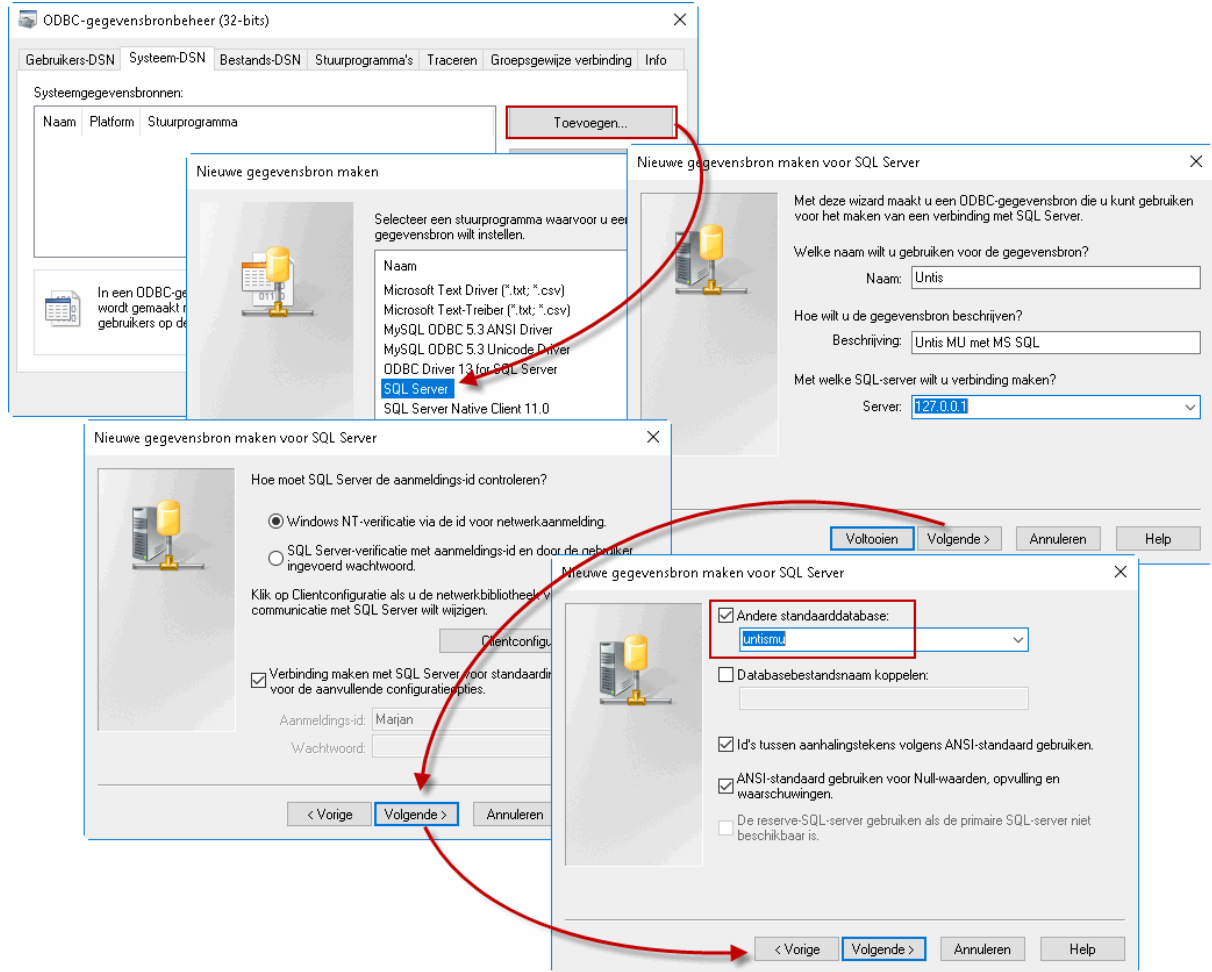 ODBC-gegevensbronbeheer (32-bits)
Gebruikers-DSN Systeem-DSN Bestands-DSN Stuurprogramma's Traceren Groepsgewijze verbinding Info
Systeemgegevensbronnen:
Naam Platform Stuurprogramma
Toevoegen...
In een ODBC-ge
wordt gemaakt
gebruikers op de
Nieuwe gegevensbron maken
Selecteer een stuurprogramma waarvoor u een
gegevensbron wilt instellen.
Naam
Microsoft Text Driver (*.txt; *.csv)
Microsoft Text-Treiber (*.txt; *.csv)
MySQL ODBC 5.3 ANSI Driver
MySQL ODBC 5.3 Unicode Driver
ODBC Driver 13 for SQL Server
SQL Server
SQL Server Native Client 11.0
Nieuwe gegevensbron maken voor SQL Server
Met deze wizard maakt u een ODBC-gegevensbron die u kunt gebruiken
voor het maken van een verbinding met SQL Server.
Welke naam wilt u gebruiken voor de gegevensbron?
Naam: Untis
Hoe wilt u de gegevensbron beschrijven?
Beschrijving: Untis MU met MS SQL
Met welke SQL-server wilt u verbinding maken?
Server: 127.0.0.1
Voltooien Volgende > Annuleren Help
Nieuwe gegevensbron maken voor SQL Server
Hoe moet SQL Server de aanmeldings-id controleren?
Windows NT-verificatie via de id voor netwerkaanmelding.
SQL Server-verificatie met aanmeldings-id en door de gebruiker
ingevoerd wachtwoord.
Klik op Clientconfiguratie als u de netwerkbibliotheek v
communicatie met SQL Server wilt wijzigen.
Clientconfigu
Verbinding maken met SQL Server voor standaardin
voor de aanvullende configuratieopties.
Aanmeldings-id: Marjan
Wachtwoord:
< Vorige Volgende > Annuleren
Nieuwe gegevensbron maken voor SQL Server
Andere standaarddatabase:
untismu
Databasebestandsnaam koppelen:
Id's tussen aanhalingstekens volgens ANSI-standaard gebruiken.
ANSI-standaard gebruiken voor Null-waarden, opvulling en
waarschuwingen.
De reserve-SQL-server gebruiken als de primaire SQL-server niet
beschikbaar is.
< Vorige Volgende > Annuleren Help